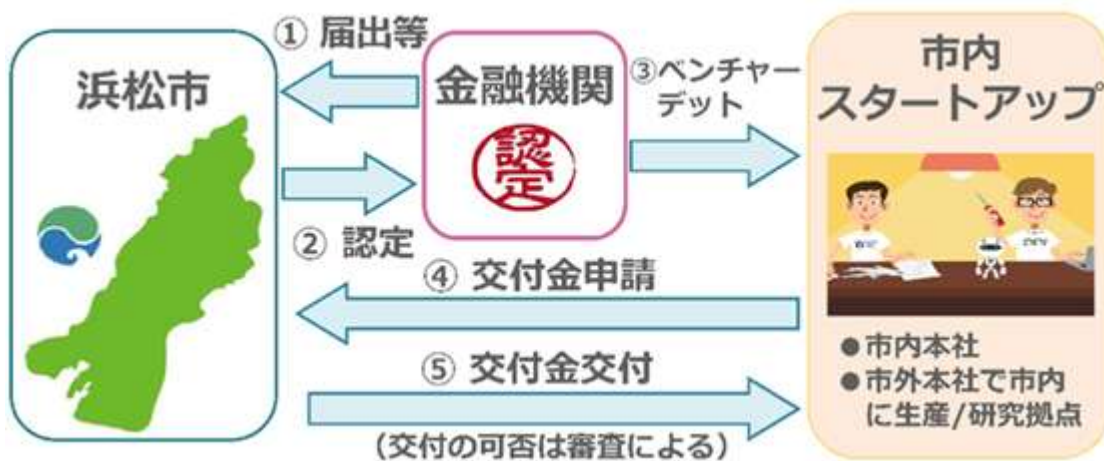 ① 届出等
浜松市
金融機関
認定
③ベンチャー
デット
市内
スタートアップ
② 認定
④ 交付金申請
⑤ 交付金交付
(交付の可否は審査による)
●市内本社
●市外本社で市内
に生産/研究拠点